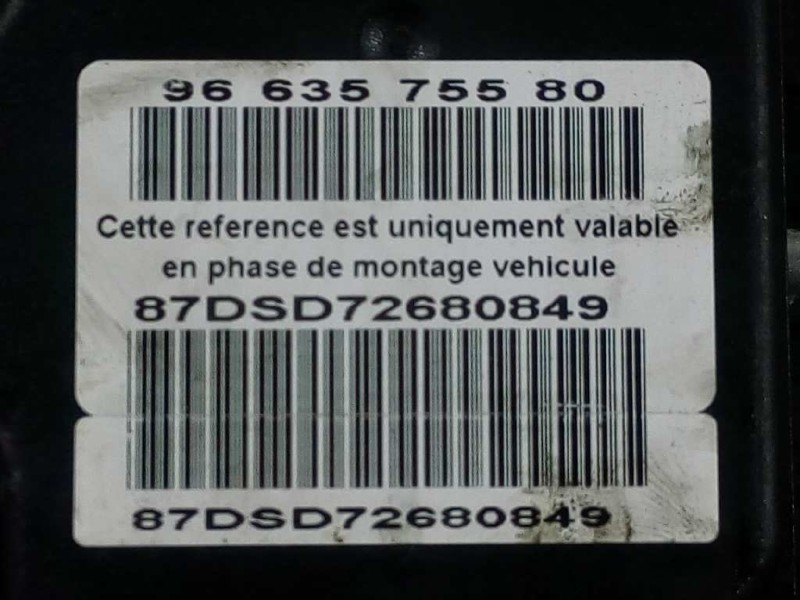 96 635 755 80
Cette reference est uniquement valable
en phase de montage vehicule
87DSD72680849
87DSD72680849